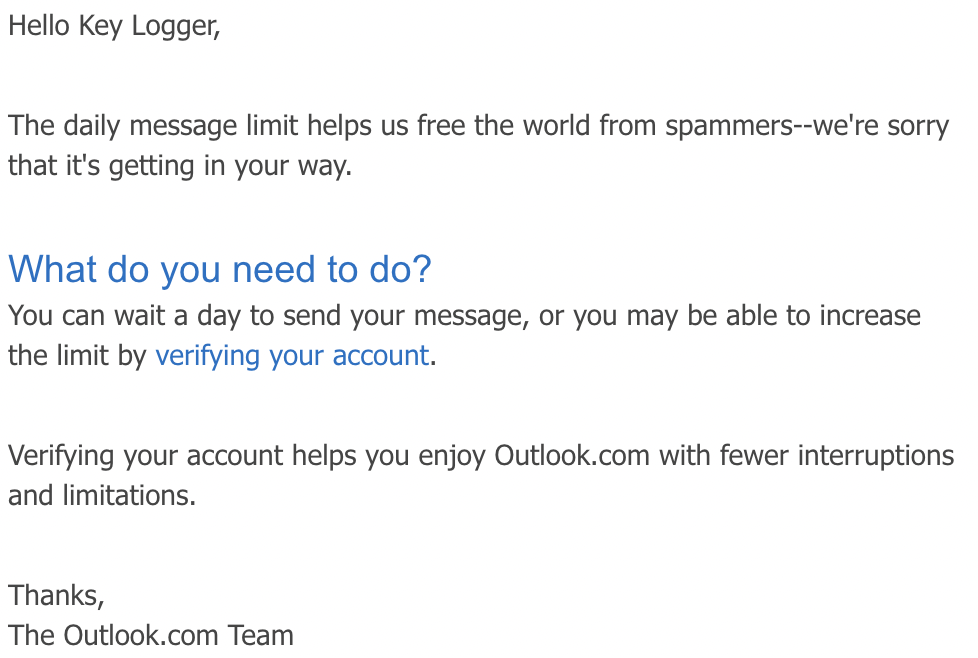 Hello Key Logger,
The daily message limit helps us free the world from spammers--we're sorry
that it's getting in your way.
What do you need to do?
You can wait a day to send your message, or you may be able to increase
the limit by verifying your account.
Verifying your account helps you enjoy Outlook.com with fewer interruptions
and limitations.
Thanks,
The Outlook.com Team